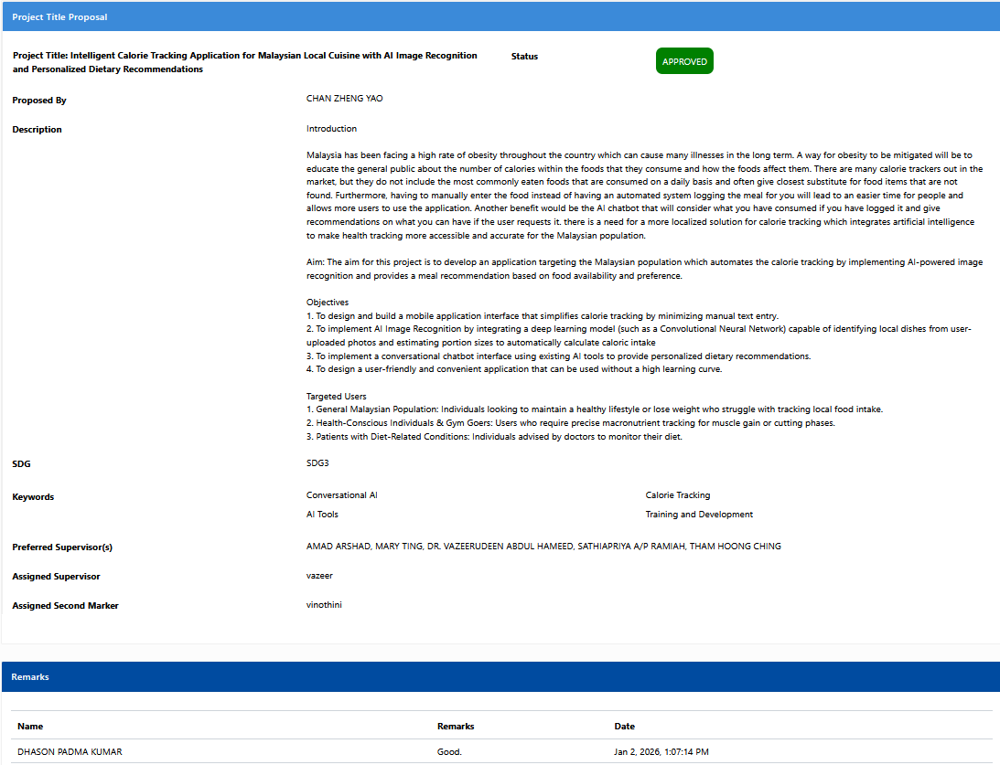 Project Title Proposal
Project Title: Intelligent Calorie Tracking Application for Malaysian Local Cuisine with AI Image Recognition
and Personalized Dietary Recommendations
Status
APPROVED
Proposed By
CHAN ZHENG YAO
Description
Introduction
Malaysia has been facing a high rate of obesity throughout the country which can cause many illnesses in the long term. A way for obesity to be mitigated will be to
educate the general public about the number of calories within the foods that they consume and how the foods affect them. There are many calorie trackers out in the
market, but they do not include the most commonly eaten foods that are consumed on a daily basis and often give closest substitute for food items that are not
found. Furthermore, having to manually enter the food instead of having an automated system logging the meal for you will lead to an easier time for people and
allows more users to use the application. Another benefit would be the AI chatbot that will consider what you have consumed if you have logged it and give
recommendations on what you can have if the user requests it. there is a need for a more localized solution for calorie tracking which integrates artificial intelligence
to make health tracking more accessible and accurate for the Malaysian population.
Aim: The aim for this project is to develop an application targeting the Malaysian population which automates the calorie tracking by implementing AI-powered image
recognition and provides a meal recommendation based on food availability and preference.
Objectives
1. To design and build a mobile application interface that simplifies calorie tracking by minimizing manual text entry.
2. To implement AI Image Recognition by integrating a deep learning model (such as a Convolutional Neural Network) capable of identifying local dishes from user-
uploaded photos and estimating portion sizes to automatically calculate caloric intake
3. To implement a conversational chatbot interface using existing AI tools to provide personalized dietary recommendations.
4. To design a user-friendly and convenient application that can be used without a high learning curve.
Targeted Users
1. General Malaysian Population: Individuals looking to maintain a healthy lifestyle or lose weight who struggle with tracking local food intake.
2. Health-Conscious Individuals & Gym Goers: Users who require precise macronutrient tracking for muscle gain or cutting phases.
3. Patients with Diet-Related Conditions: Individuals advised by doctors to monitor their diet.
SDG
SDG3
Keywords
Conversational AI
Calorie Tracking
AI Tools
Training and Development
Preferred Supervisor(s)
AMAD ARSHAD, MARY TING, DR. VAZEERUDEEN ABDUL HAMEED, SATHIAPRIYA A/P RAMIAH, THAM HOONG CHING
Assigned Supervisor
vazeer
Assigned Second Marker
vinothini
Remarks
Name
Remarks
Date
DHASON PADMA KUMAR
Good.
Jan 2, 2026, 1:07:14 PM